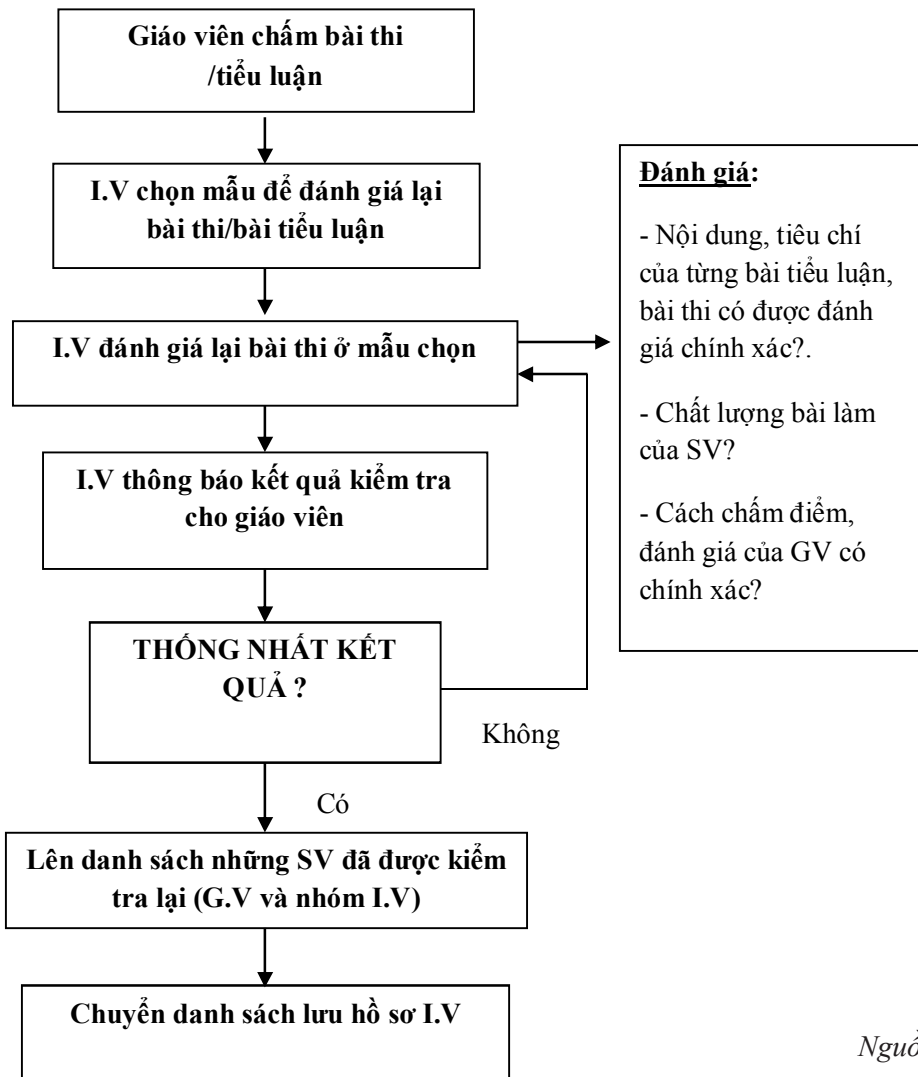 Giáo viên chấm bài thi
/tiểu luận
I.V chọn mẫu để đánh giá lại
bài thi/bài tiểu luận
I.V đánh giá lại bài thi ở mẫu chọn
I.V thông báo kết quả kiểm tra
cho giáo viên
THỐNG NHẤT KẾT
QUẢ ?
Không
Có
Lên danh sách những SV đã được kiểm
tra lại (G.V và nhóm I.V)
Chuyển danh sách lưu hồ sơ I.V
Đánh giá:
- Nội dung, tiêu chí
của từng bài tiểu luận,
bài thi có được đánh
giá chính xác?.
- Chất lượng bài làm
của SV?
- Cách chấm điểm,
đánh giá của GV có
chính xác?